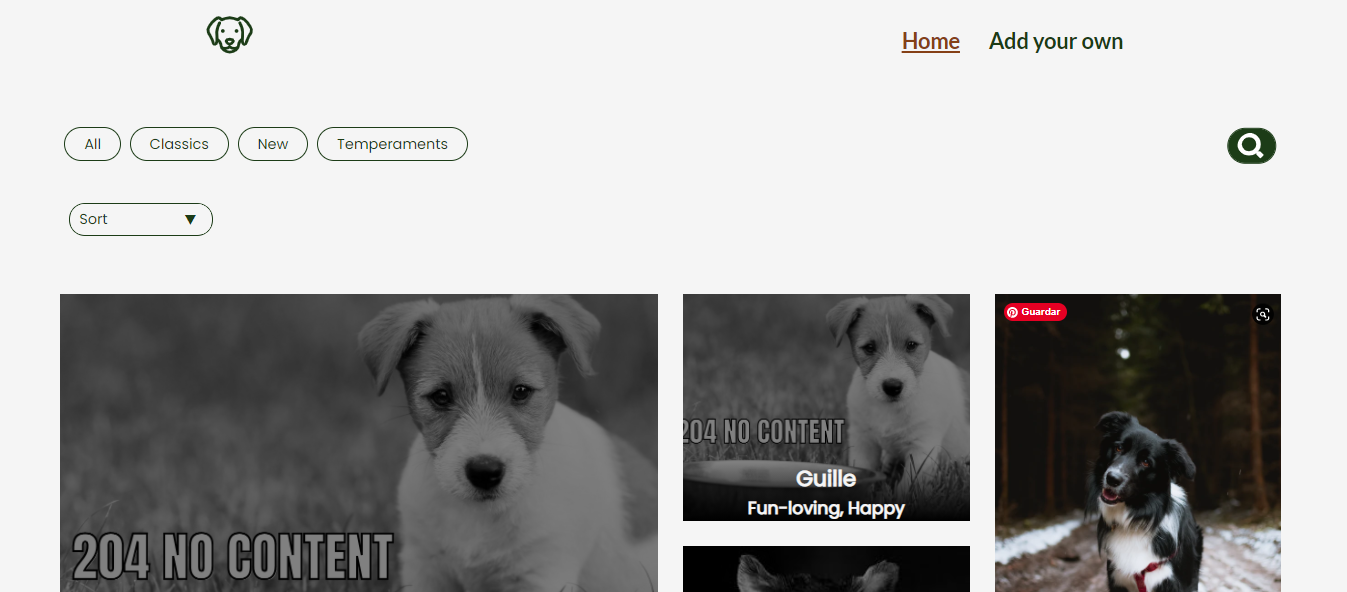 Home Add your own
All Classics New Temperaments
Sort
Guardar
204 NO CONTENT
Guille
Fun-loving, Happy
204 NO CONTENT